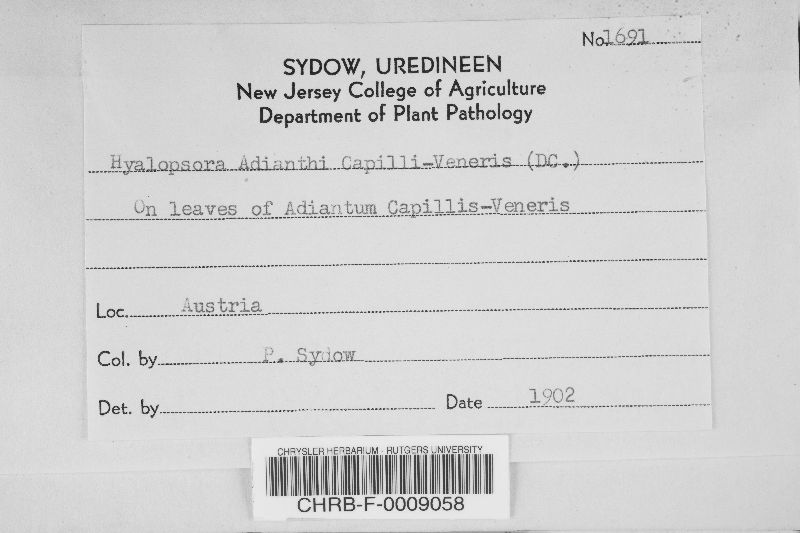 No. 1691
SYDOW, UREDINEEN
New Jersey College of Agriculture
Department of Plant Pathology
Hyalopsora Adianthi Capilli-Veneris (DC.)
On leaves of Adiantum Capillis-Veneris
Loc. Austria
Col. by P. Sydow
Det. by Date 1902
CHRYSLER HERBARIUM - RUTGERS UNIVERSITY
CHRB-F-0009058